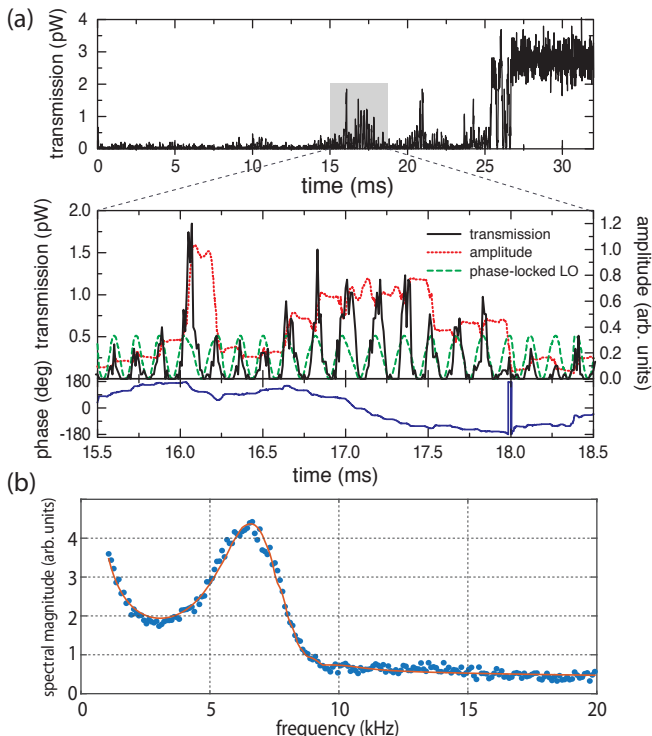 (a)
transmission (pW)
4
3
2
1
0
0 5 10 15 20 25 30
time (ms)
transmission (pW)
2.0
1.5
1.0
0.5
transmission
amplitude
phase-locked LO
1.2
1.0
0.8
0.6
0.4
0.2
0.0
amplitude (arb. units)
phase (deg)
180
0
-180
15.5 16.0 16.5 17.0 17.5 18.0 18.5
time (ms)
(b)
spectral magnitude (arb. units)
4
3
2
1
0
0 5 10 15 20
frequency (kHz)